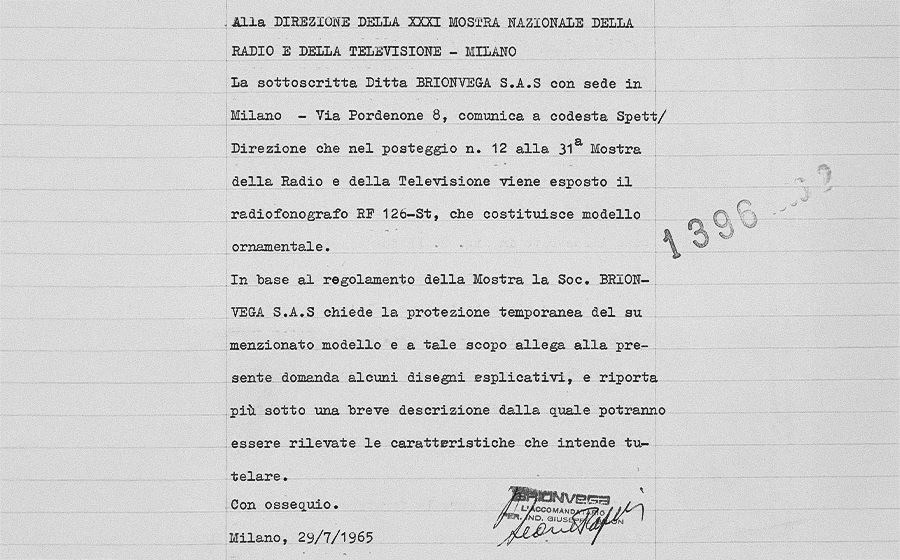 Alla DIREZIONE DELLA XXXI MOSTRA NAZIONALE DELLA
RADIO E DELLA TELEVISIONE - MILANO
La sottoscritta Ditta BRIONVEGA S.A.S con sede in
Milano - Via Pordenone 8, comunica a codesta Spett/
Direzione che nel posteggio n. 12 alla 31ª Mostra
della Radio e della Televisione viene esposto il
radiofonografo RF 126-St, che costituisce modello
ornamentale.
1396
In base al regolamento della Mostra la Soc. BRION-
VEGA S.A.S chiede la protezione temporanea del su
menzionato modello e a tale scopo allega alla pre-
sente domanda alcuni disegni esplicativi, e riporta
più sotto una breve descrizione dalla quale potranno
essere rilevate le caratteristiche che intende tu-
telare.
Con ossequio.
BRIONVEGA
L'ACCOMANDATARIO
PER. IND. GIUSEPPE BRION
Milano, 29/7/1965